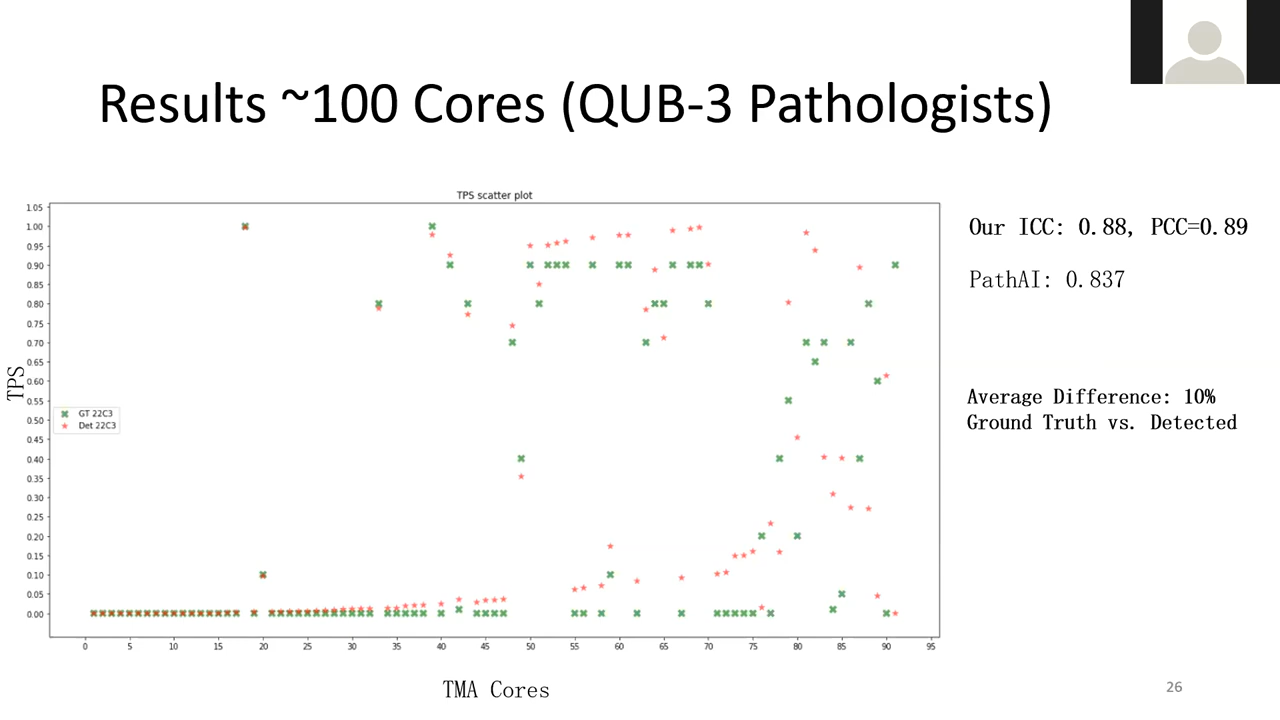 Results ~100 Cores (QUB-3 Pathologists)
TPS scatter plot
1.05
1.00
0.95
0.90
0.85
0.80
0.75
0.70
0.65
0.60
0.55
0.50
0.45
0.40
0.35
0.30
0.25
0.20
0.15
0.10
0.05
0.00
TPS
GT 22C3
Det 22C3
0 5 10 15 20 25 30 35 40 45 50 55 60 65 70 75 80 85 90 95
TMA Cores
Our ICC: 0.88, PCC=0.89
PathAI: 0.837
Average Difference: 10%
Ground Truth vs. Detected
26